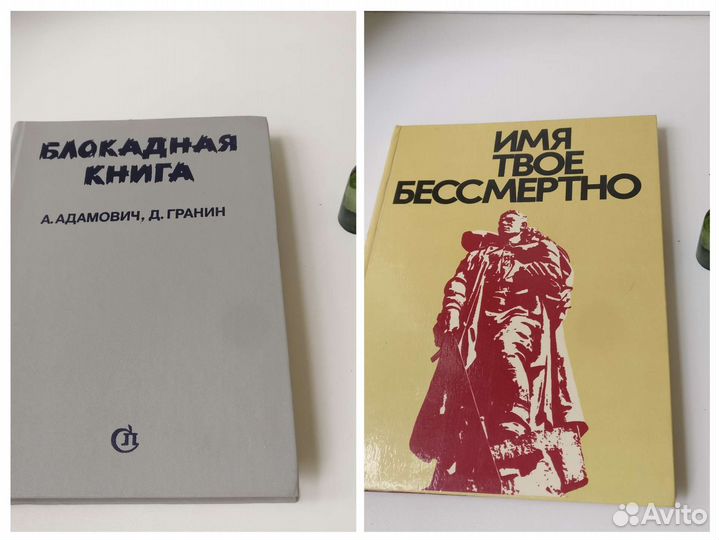 БЛОКАДНАЯ
КНИГА
А. АДАМОВИЧ, Д. ГРАНИН
ИМЯ
ТВОЕ
БЕССМЕРТНО
Avito